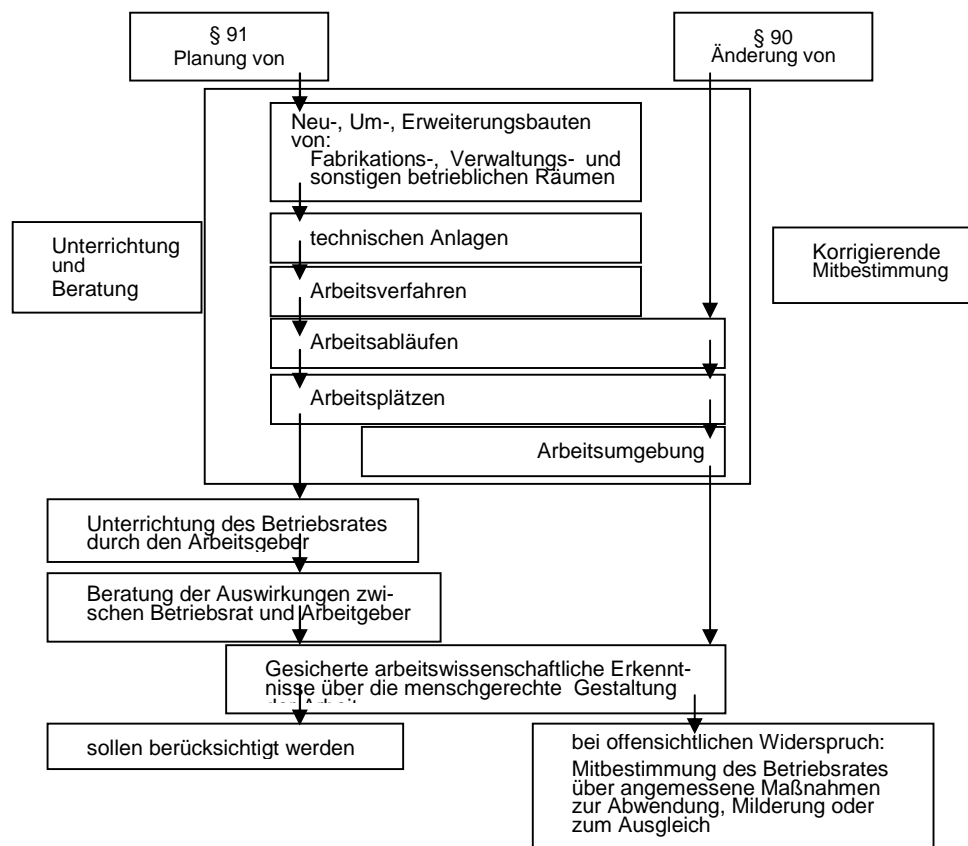 § 91
Planung von
§ 90
Änderung von
Neu-, Um-, Erweiterungsbauten
von:
Fabrikations-, Verwaltungs- und
sonstigen betrieblichen Räumen
technischen Anlagen
Unterrichtung
und
Beratung
Korrigierende
Mitbestimmung
Arbeitsverfahren
Arbeitsabläufen
Arbeitsplätzen
Arbeitsumgebung
Unterrichtung des Betriebsrates
durch den Arbeitsgeber
Beratung der Auswirkungen zwi-
schen Betriebsrat und Arbeitgeber
Gesicherte arbeitswissenschaftliche Erkennt-
nisse über die menschgerechte Gestaltung
der Arbeit
sollen berücksichtigt werden
bei offensichtlichen Widerspruch:
Mitbestimmung des Betriebsrates
über angemessene Maßnahmen
zur Abwendung, Milderung oder
zum Ausgleich